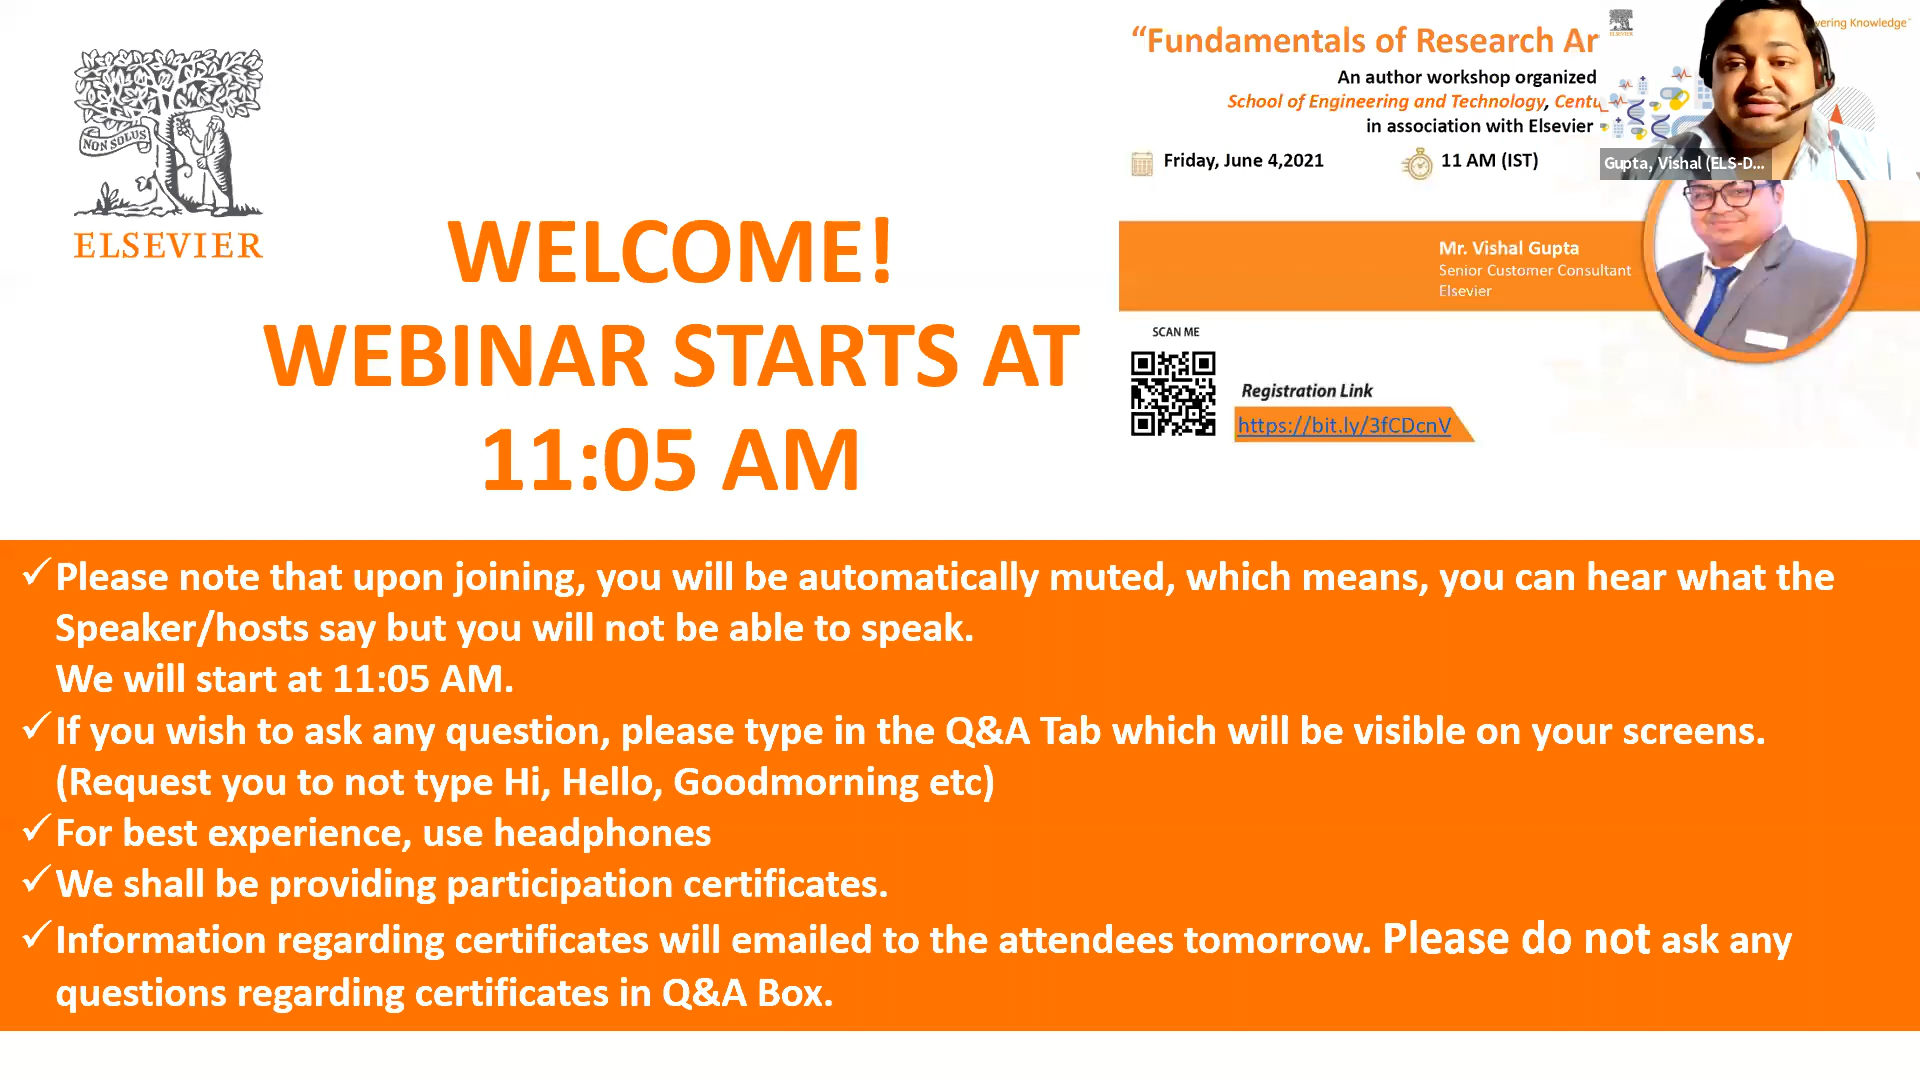 NON SOLUS
ELSEVIER
WELCOME!
WEBINAR STARTS AT
11:05 AM
“Fundamentals of Research Ar
An author workshop organized
School of Engineering and Technology, Centu
in association with Elsevier
Friday, June 4,2021
11 AM (IST)
ELSEVIER
vering Knowledge™
Gupta, Vishal (ELS-D...
Mr. Vishal Gupta
Senior Customer Consultant
Elsevier
SCAN ME
Registration Link
https://bit.ly/3fCDcnV
✓Please note that upon joining, you will be automatically muted, which means, you can hear what the
Speaker/hosts say but you will not be able to speak.
We will start at 11:05 AM.
✓If you wish to ask any question, please type in the Q&A Tab which will be visible on your screens.
(Request you to not type Hi, Hello, Goodmorning etc)
✓For best experience, use headphones
✓We shall be providing participation certificates.
✓Information regarding certificates will emailed to the attendees tomorrow. Please do not ask any
questions regarding certificates in Q&A Box.